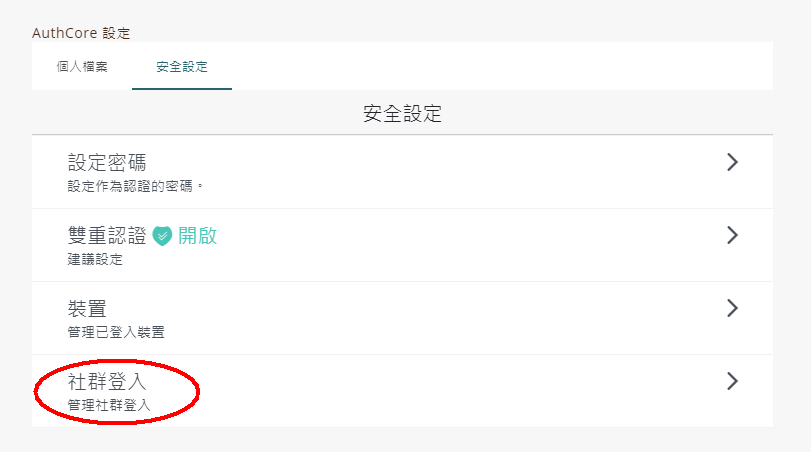 AuthCore 設定
個人檔案 安全設定
安全設定
設定密碼
設定作為認證的密碼。
雙重認證 開啟
建議設定
裝置
管理已登入裝置
社群登入
管理社群登入